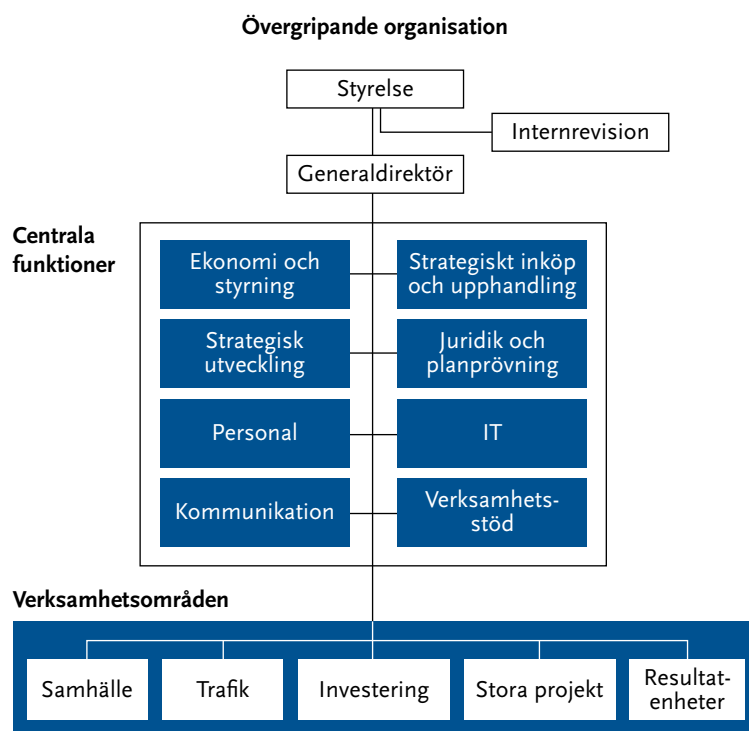 Övergripande organisation
Styrelse
Internrevision
Generaldirektör
Centrala
funktioner
Ekonomi och
styrning
Strategiskt inköp
och upphandling
Strategisk
utveckling
Juridik och
planprövning
Personal
IT
Kommunikation
Verksamhets-
stöd
Verksamhetsområden
Samhälle
Trafik
Investering
Stora projekt
Resultat-
enheter